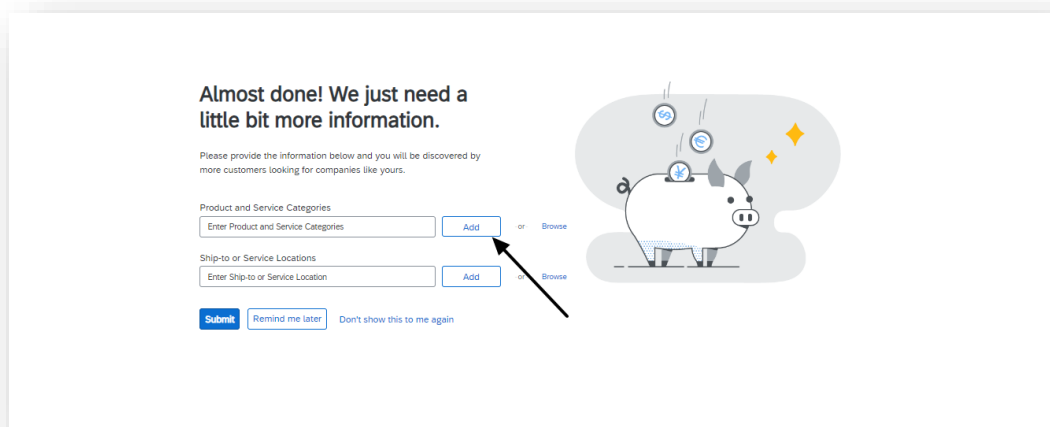 Almost done! We just need a
little bit more information.
Please provide the information below and you will be discovered by
more customers looking for companies like yours.
Product and Service Categories
Enter Product and Service Categories Add or Browse
Ship-to or Service Locations
Enter Ship-to or Service Location Add or Browse
Submit Remind me later Don't show this to me again